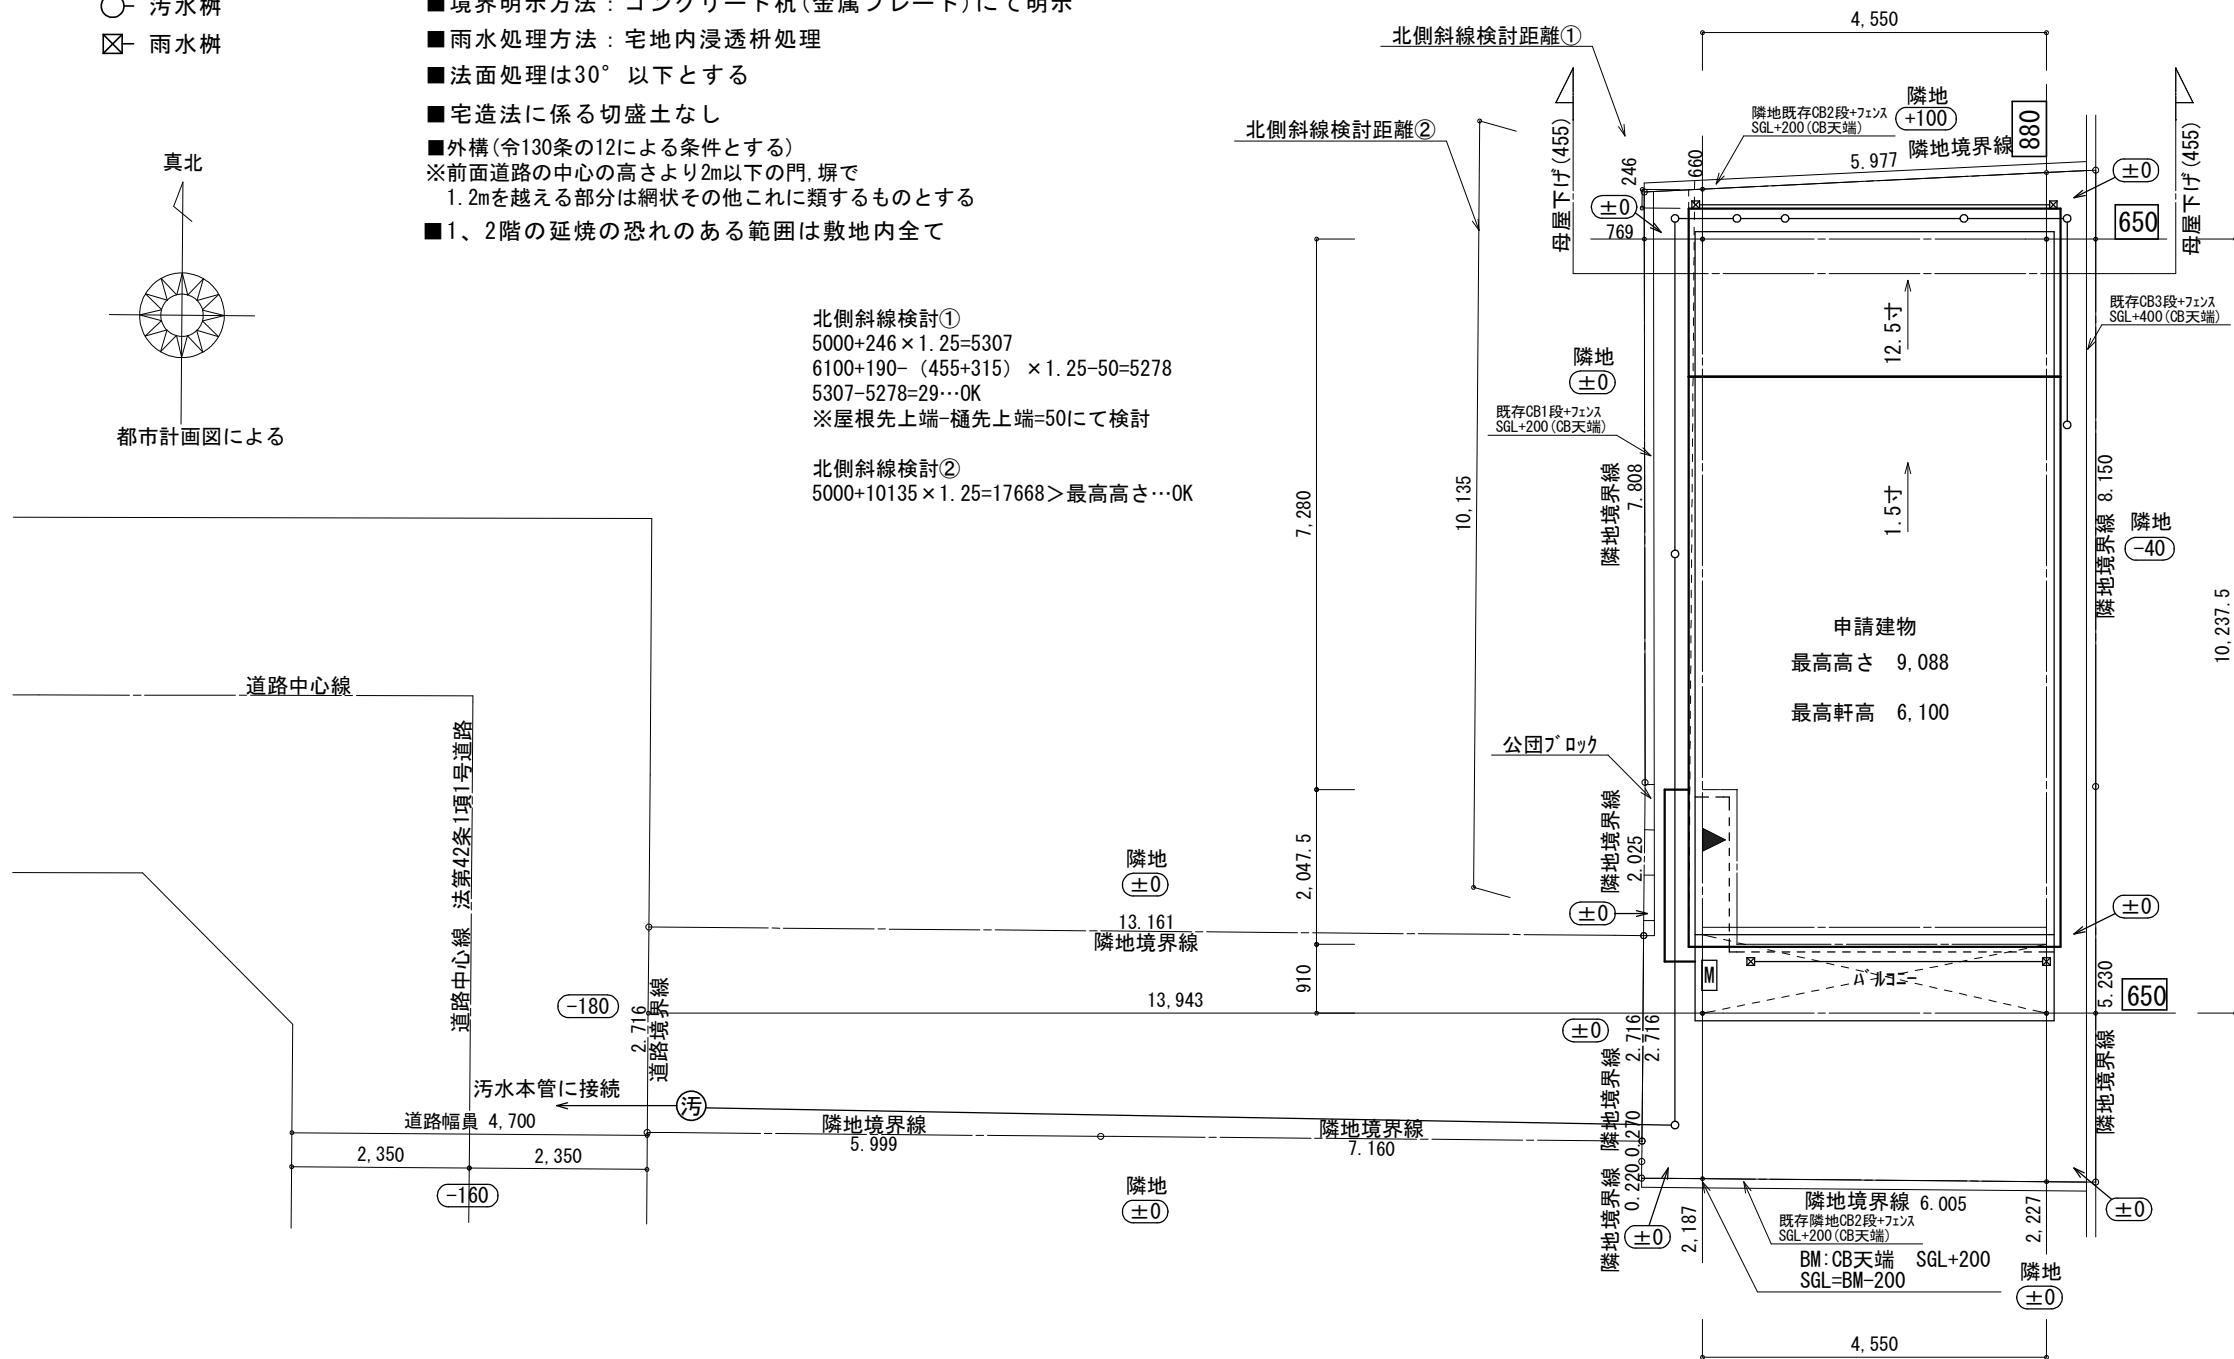 汚水桝
雨水桝
■境界明示方法：コンクリート杭(金属プレート)にて明示
■雨水処理方法：宅地内浸透枡処理
■法面処理は30°以下とする
■宅造法に係る切盛土なし
■外構(令130条の12による条件とする)
※前面道路の中心の高さより2m以下の門,塀で
1.2mを越える部分は網状その他これに類するものとする
■1、2階の延焼の恐れのある範囲は敷地内全て
真北
都市計画図による
北側斜線検討①
5000+246×1.25=5307
6100+190-（455+315）×1.25-50=5278
5307-5278=29…OK
※屋根先上端-樋先上端=50にて検討
北側斜線検討②
5000+10135×1.25=17668＞最高高さ…OK
北側斜線検討距離①
北側斜線検討距離②
4,550
母屋下げ(455)
母屋下げ(455)
隣地既存CB2段+フェンス
SGL+200(CB天端)
隣地
+100
880
隣地境界線
5.977
246
660
±0
769
±0
650
既存CB3段+フェンス
SGL+400(CB天端)
12.5寸
1.5寸
隣地
±0
既存CB1段+フェンス
SGL+200(CB天端)
隣地境界線
7.808
7,280
10,135
隣地境界線 8.150
隣地
-40
10,237.5
申請建物
最高高さ 9,088
最高軒高 6,100
公団ブロック
隣地境界線
2.025
2,047.5
910
±0
±0
M
バルコニー
5.230
650
隣地境界線
道路中心線
道路中心線 法第42条1項1号道路
隣地
±0
13.161
隣地境界線
13,943
-180
2.716
道路境界線
±0
2.716
2.716
隣地境界線
0.270
隣地境界線 0.220
汚水本管に接続
汚
道路幅員 4,700
2,350
2,350
-160
隣地境界線
5.999
隣地境界線
7.160
隣地
±0
±0
2,187
隣地境界線 6.005
既存隣地CB2段+フェンス
SGL+200(CB天端)
BM:CB天端 SGL+200
SGL=BM-200
2,227
±0
隣地
±0
4,550